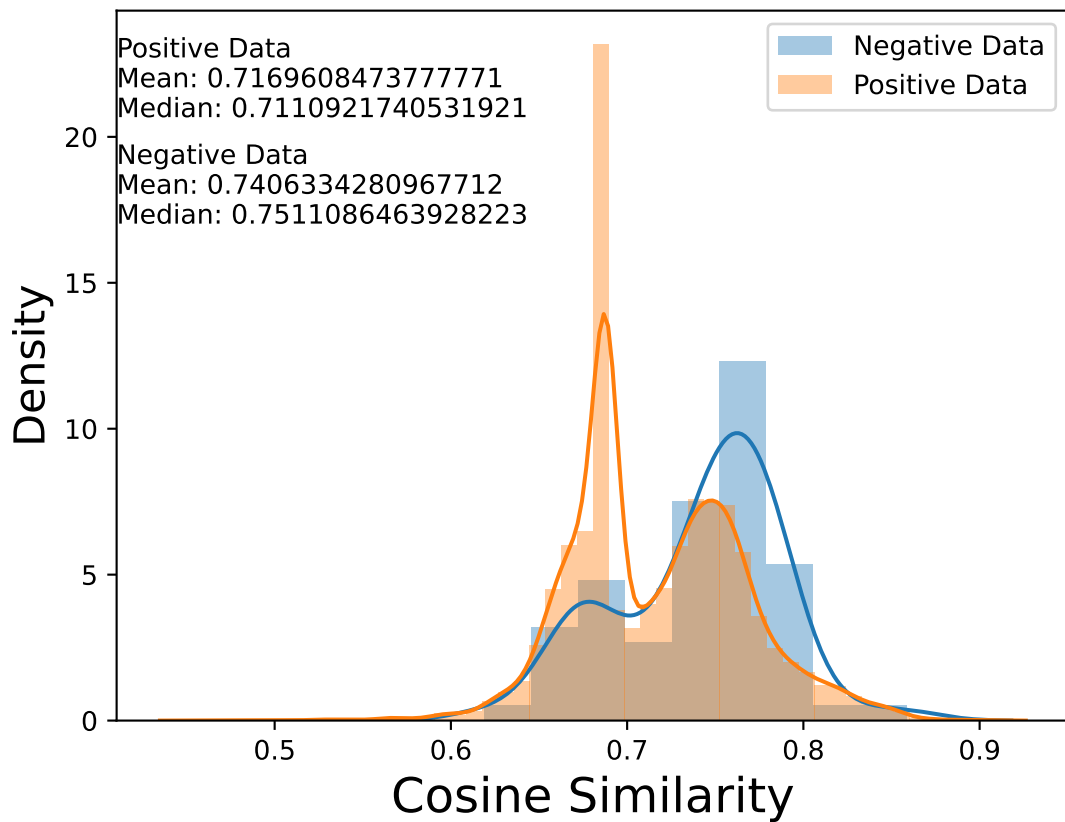 Positive Data
Mean: 0.7169608473777771
Median: 0.7110921740531921
Negative Data
Mean: 0.7406334280967712
Median: 0.7511086463928223
Negative Data
Positive Data
Density
20
15
10
5
0
0.5 0.6 0.7 0.8 0.9
Cosine Similarity